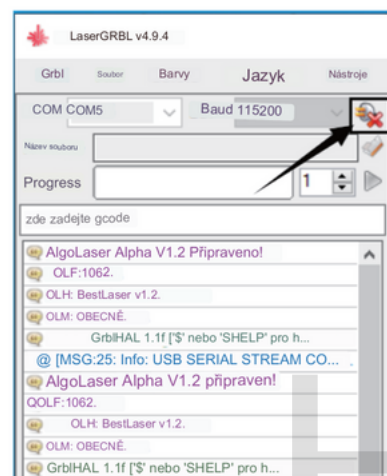 LaserGRBL v4.9.4
Grbl Soubor Barvy Jazyk Nástroje
COM COM5 Baud 115200
Název souboru
Progress 1
zde zadejte gcode
AlgoLaser Alpha V1.2 Připraveno!
OLF:1062.
OLH: BestLaser v1.2.
OLM: OBECNÉ.
GrblHAL 1.1f ['$' nebo 'SHELP' pro h...
@ [MSG:25: Info: USB SERIAL STREAM CO... .
AlgoLaser Alpha V1.2 připraven!
QOLF:1062.
OLH: BestLaser v1.2.
OLM: OBECNÉ.
GrblHAL 1.1f ['$' nebo 'SHELP' pro h...